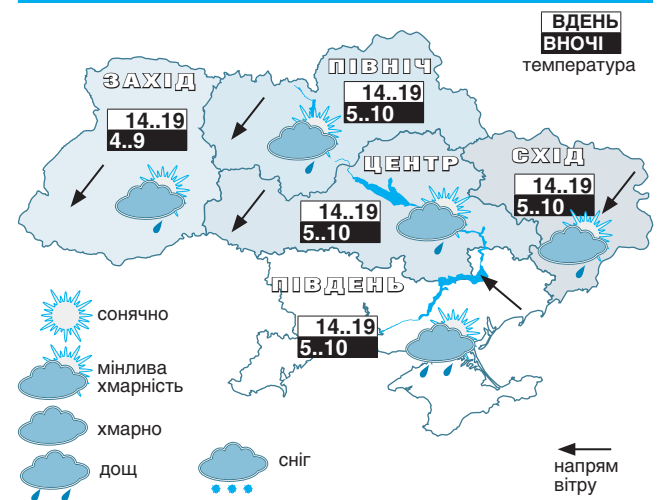 ВДЕНЬ
ВНОЧІ
температура
ПІВНІЧ
14..19
5..10
ЗАХІД
14..19
4..9
ЦЕНТР
14..19
5..10
СХІД
14..19
5..10
ПІВДЕНЬ
14..19
5..10
сонячно
мінлива
хмарність
хмарно
дощ
сніг
напрям
вітру